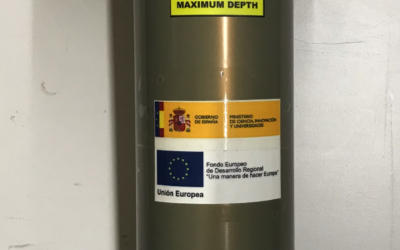 MAXIMUM DEPTH
GOBIERNO
DE ESPAÑA
MINISTERIO
DE CIENCIA, INNOVACIÓN
Y UNIVERSIDADES
Fondo Europeo
de Desarrollo Regional
"Una manera de hacer Europa"
Unión Europea